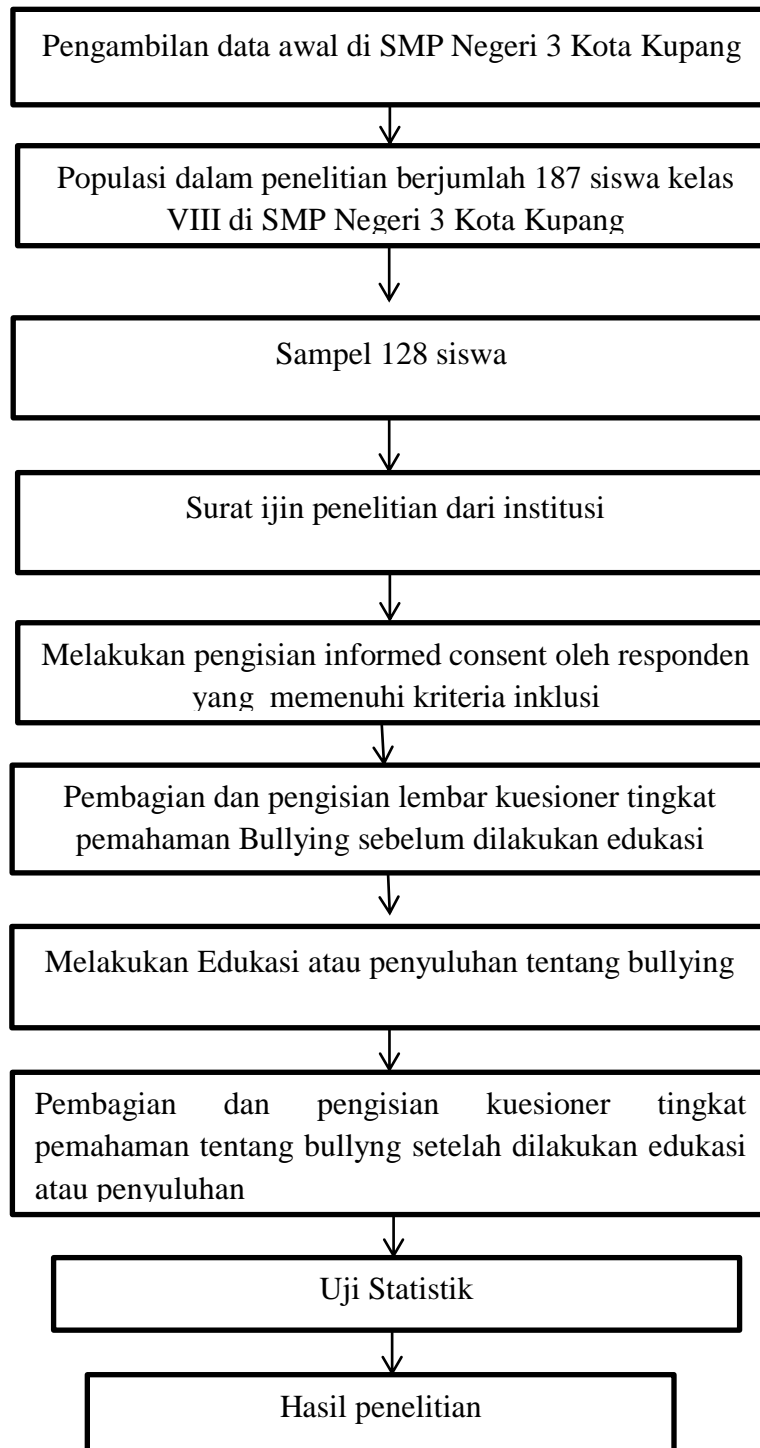 Pengambilan data awal di SMP Negeri 3 Kota Kupang
Populasi dalam penelitian berjumlah 187 siswa kelas
VIII di SMP Negeri 3 Kota Kupang
Sampel 128 siswa
Surat ijin penelitian dari institusi
Melakukan pengisian informed consent oleh responden
yang memenuhi kriteria inklusi
Pembagian dan pengisian lembar kuesioner tingkat
pemahaman Bullying sebelum dilakukan edukasi
Melakukan Edukasi atau penyuluhan tentang bullying
Pembagian dan pengisian kuesioner tingkat
pemahaman tentang bullyng setelah dilakukan edukasi
atau penyuluhan
Uji Statistik
Hasil penelitian